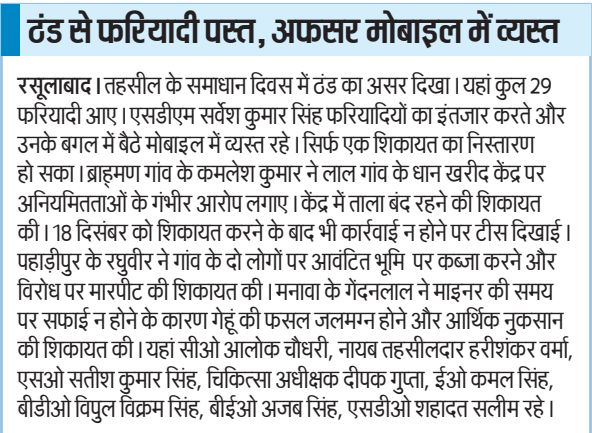 ठंड से फरियादी पस्त, अफसर मोबाइल में व्यस्त
रसूलाबाद। तहसील के समाधान दिवस में ठंड का असर दिखा। यहां कुल 29
फरियादी आए। एसडीएम सर्वेश कुमार सिंह फरियादियों का इंतजार करते और
उनके बगल में बैठे मोबाइल में व्यस्त रहे। सिर्फ एक शिकायत का निस्तारण
हो सका। ब्राह्मण गांव के कमलेश कुमार ने लाल गांव के धान खरीद केंद्र पर
अनियमितताओं के गंभीर आरोप लगाए। केंद्र में ताला बंद रहने की शिकायत
की। 18 दिसंबर को शिकायत करने के बाद भी कार्रवाई न होने पर टीस दिखाई।
पहाड़ीपुर के रघुवीर ने गांव के दो लोगों पर आवंटित भूमि पर कब्जा करने और
विरोध पर मारपीट की शिकायत की। मनावा के गेंदनलाल ने माइनर की समय
पर सफाई न होने के कारण गेहूं की फसल जलमग्न होने और आर्थिक नुकसान
की शिकायत की। यहां सीओ आलोक चौधरी, नायब तहसीलदार हरीशंकर वर्मा,
एसओ सतीश कुमार सिंह, चिकित्सा अधीक्षक दीपक गुप्ता, ईओ कमल सिंह,
बीडीओ विपुल विक्रम सिंह, बीईओ अजब सिंह, एसडीओ शहादत सलीम रहे।